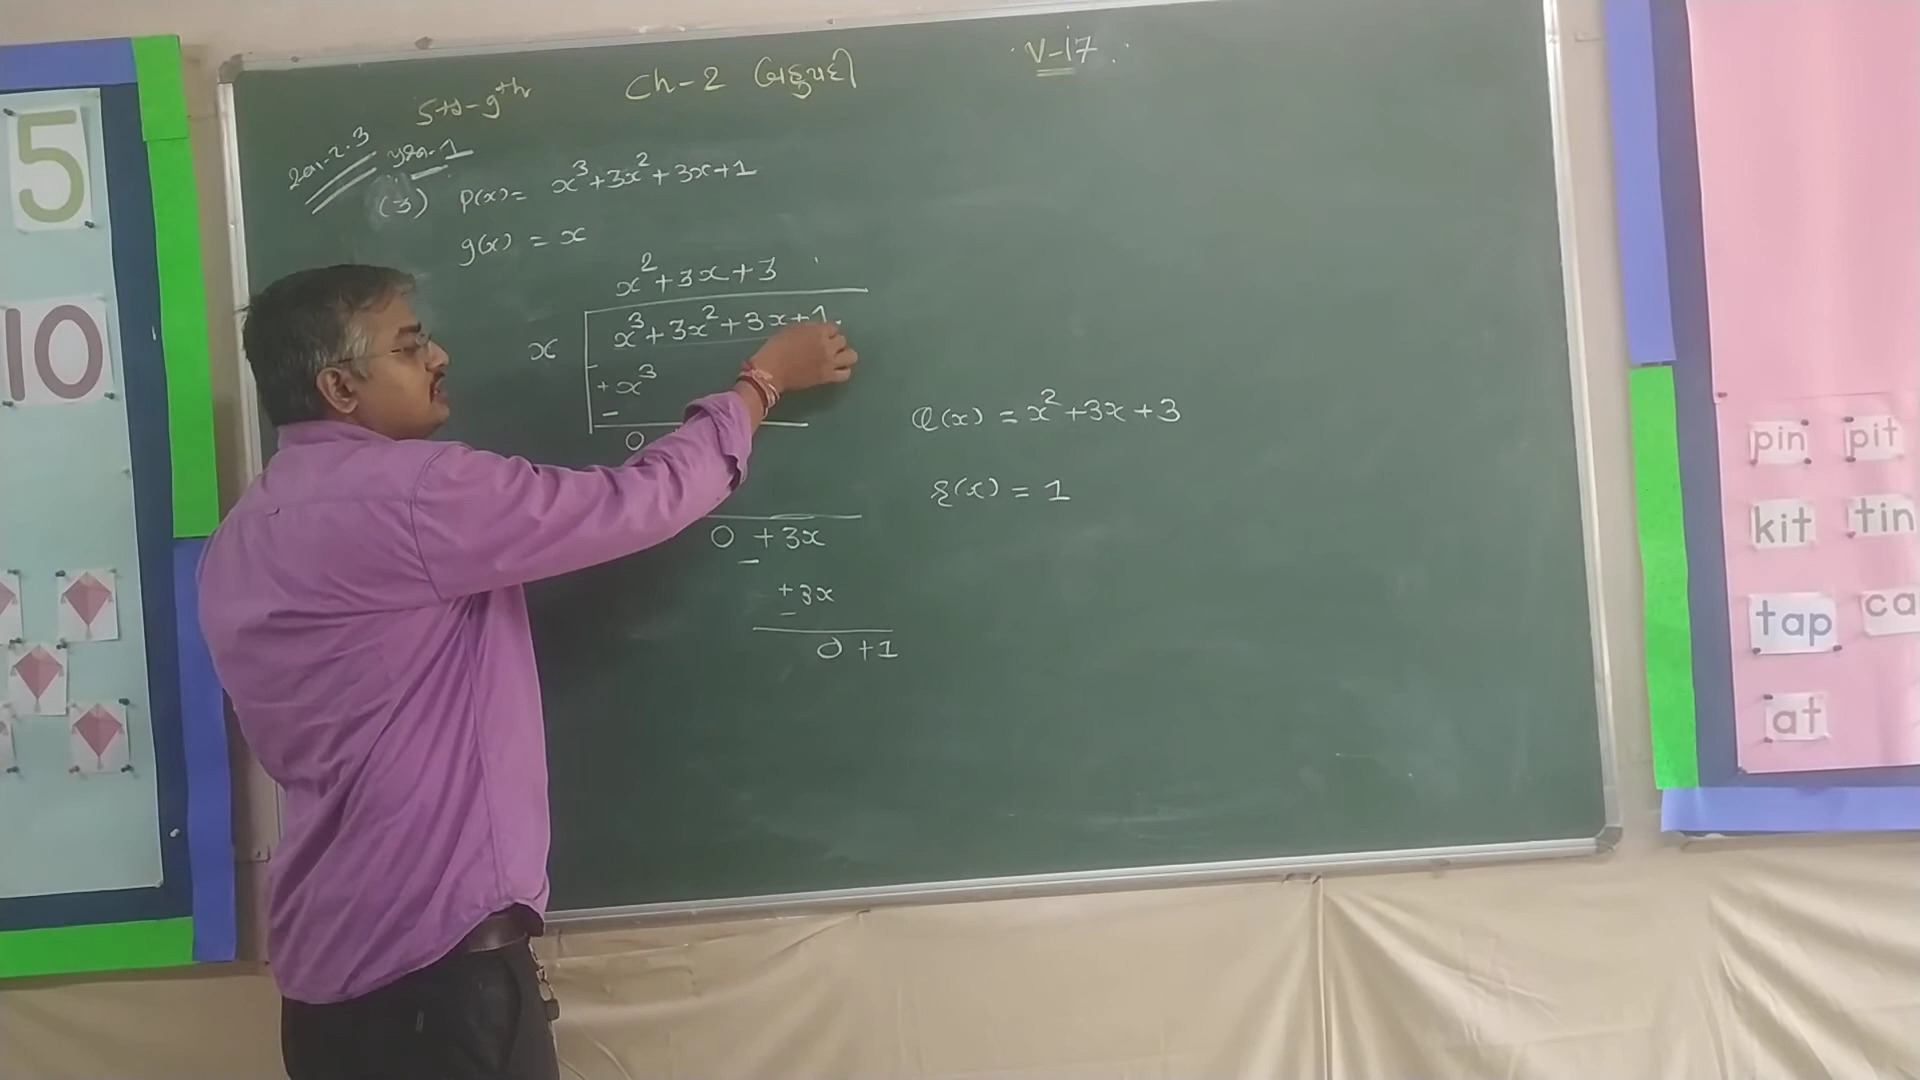 Std-9th Ch-2 બહુપદી V-17
સ્વા.2.3 પ્રશ્ન-1
(3) p(x) = x³+3x²+3x+1
g(x) = x
x²+3x+3
x x³+3x²+3x+1
+x³
−
0
0 +3x
−
+3x
−
0 +1
Q(x) = x²+3x+3
r(x) = 1
5
10
pin pit
kit tin
tap ca
at